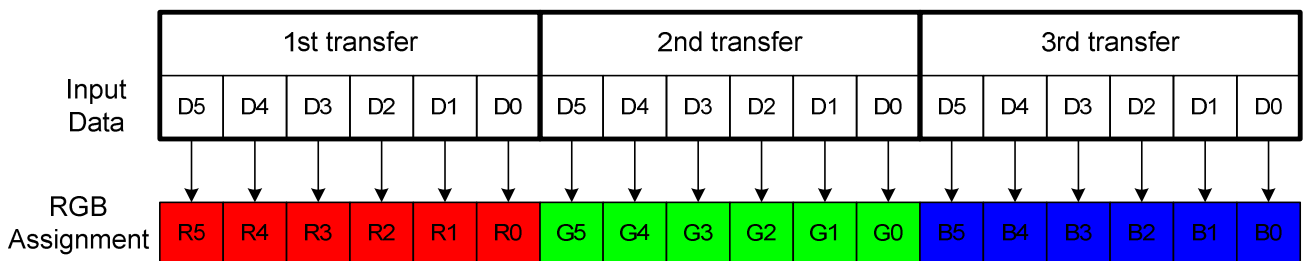 1st transfer 2nd transfer 3rd transfer
Input
Data
D5 D4 D3 D2 D1 D0 D5 D4 D3 D2 D1 D0 D5 D4 D3 D2 D1 D0
RGB
Assignment
R5 R4 R3 R2 R1 R0 G5 G4 G3 G2 G1 G0 B5 B4 B3 B2 B1 B0